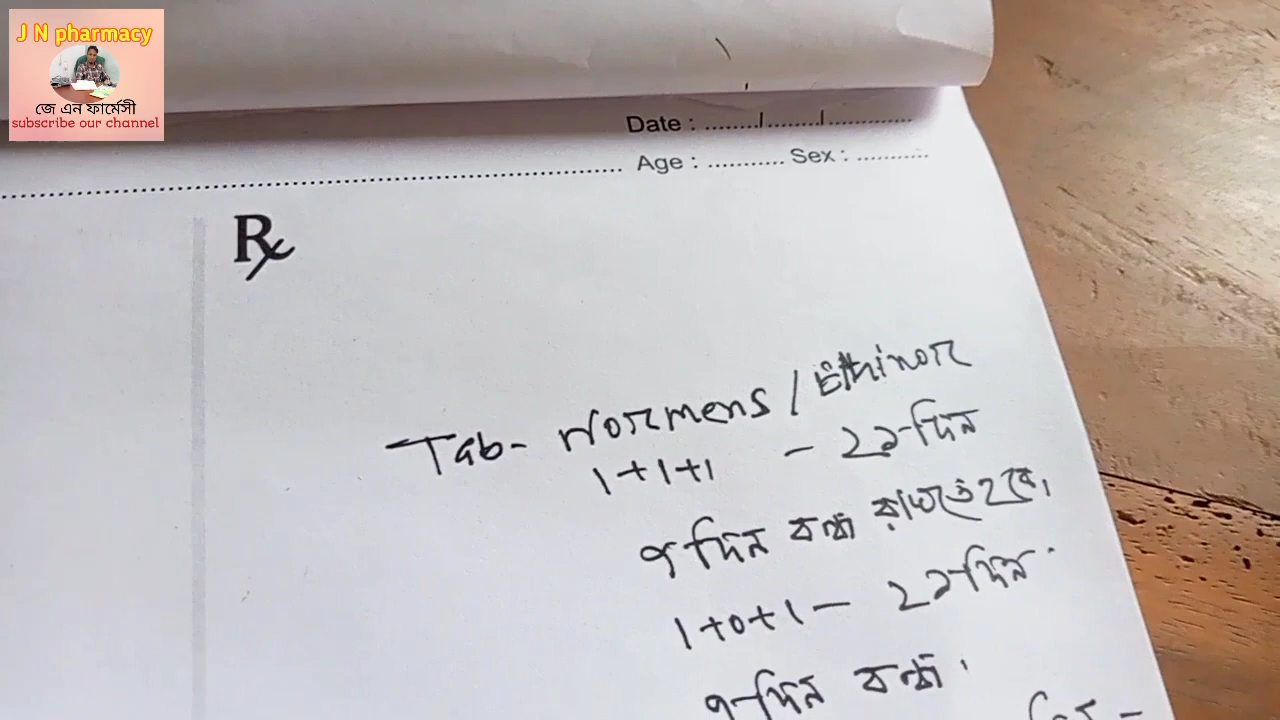 J N pharmacy
জে এন ফার্মেসী
subscribe our channel
Date : ......../......../............
Age : ........... Sex : ...........
Rx
Tab- Normens / Ethinor
1+1+1 - ২১-দিন
৭-দিন বন্ধ রাখতে হবে।
1+0+1 - ২১-দিন
৭-দিন বন্ধ।